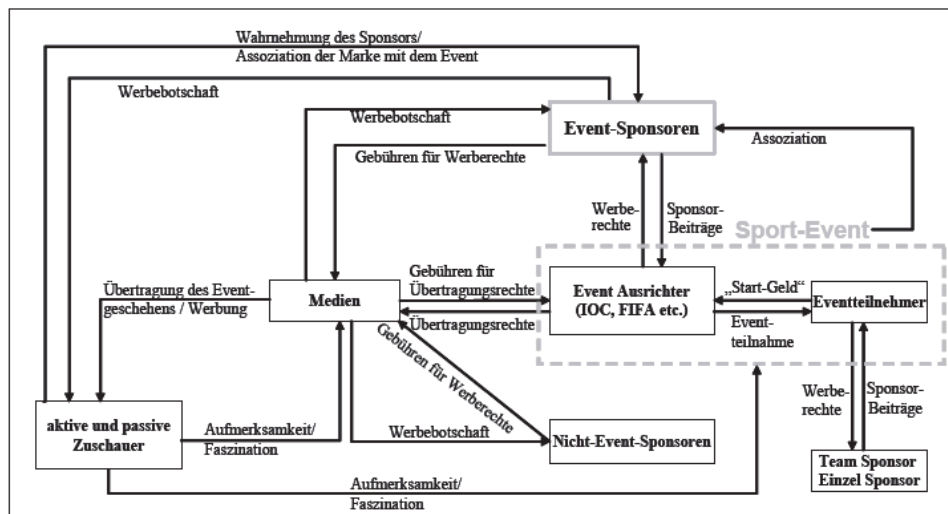 Wahrnehmung des Sponsors/
Assoziation der Marke mit dem Event
Werbebotschaft
Werbebotschaft
Event-Sponsoren
Assoziation
Gebühren für Werberechte
Werbe-
rechte
Sponsor-
Beiträge
Sport-Event
Übertragung des Event-
geschehens / Werbung
Medien
Gebühren für
Übertragungsrechte
Übertragungsrechte
Event Ausrichter
(IOC, FIFA etc.)
„Start-Geld“
Event-
teilnahme
Eventteilnehmer
Gebühren für Werberechte
Werbe-
rechte
Sponsor-
Beiträge
aktive und passive
Zuschauer
Aufmerksamkeit/
Faszination
Werbebotschaft
Nicht-Event-Sponsoren
Team Sponsor
Einzel Sponsor
Aufmerksamkeit/
Faszination